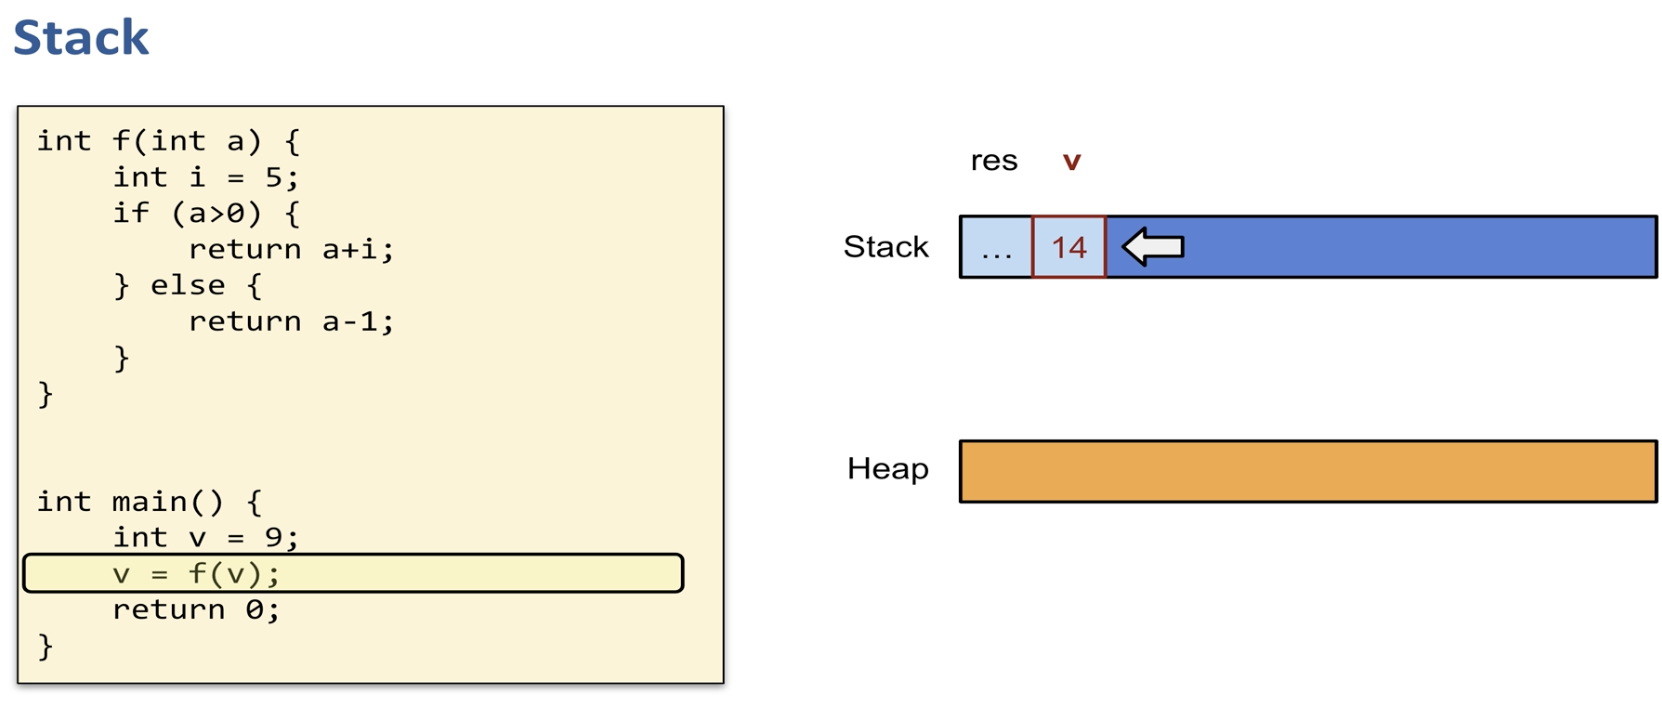 Stack
int f(int a) {
    int i = 5;
    if (a>0) {
        return a+i;
    } else {
        return a-1;
    }
}
int main() {
    int v = 9;
    v = f(v);
    return 0;
}
res v
Stack ... 14
Heap